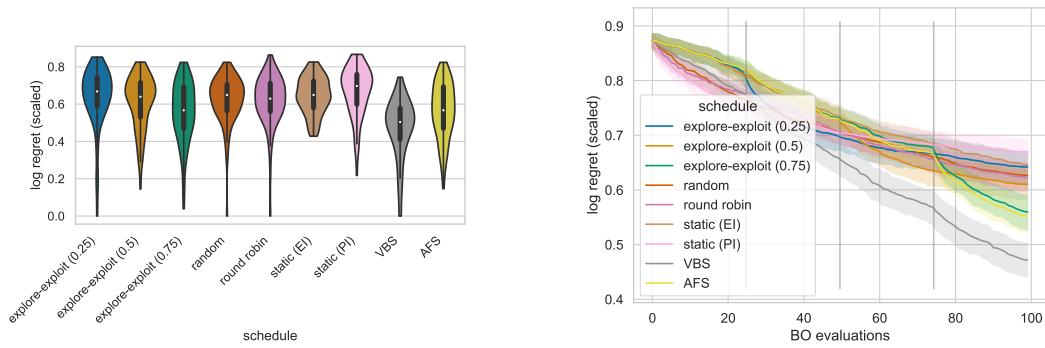 log regret (scaled)
0.8
0.6
0.4
0.2
0.0
explore-exploit (0.25)
explore-exploit (0.5)
explore-exploit (0.75)
random
round robin
static (EI)
static (PI)
VBS
AFS
schedule
log regret (scaled)
0.9
0.8
0.7
0.6
0.5
0.4
schedule
explore-exploit (0.25)
explore-exploit (0.5)
explore-exploit (0.75)
random
round robin
static (EI)
static (PI)
VBS
AFS
0 20 40 60 80 100
BO evaluations